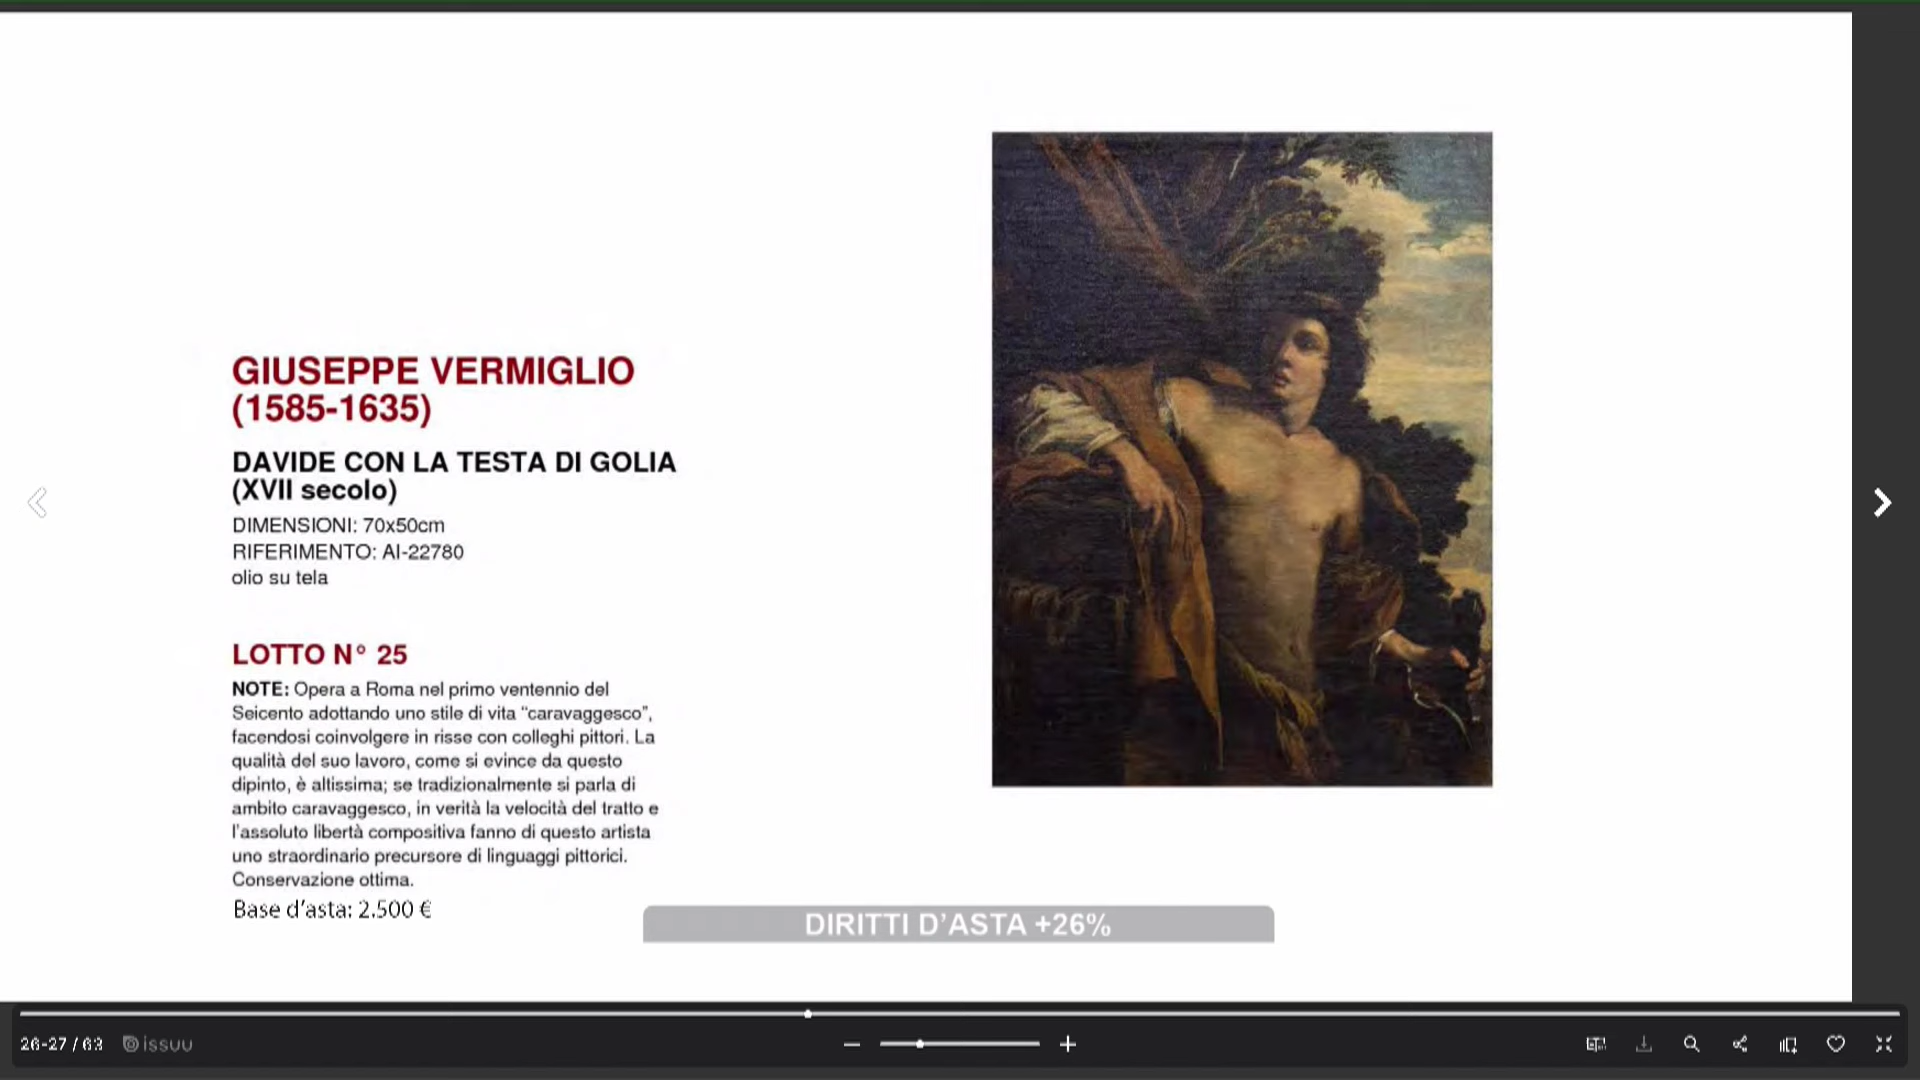 GIUSEPPE VERMIGLIO
(1585-1635)
DAVIDE CON LA TESTA DI GOLIA
(XVII secolo)
DIMENSIONI: 70x50cm
RIFERIMENTO: AI-22780
olio su tela
LOTTO N° 25
NOTE: Opera a Roma nel primo ventennio del
Seicento adottando uno stile di vita “caravaggesco”,
facendosi coinvolgere in risse con colleghi pittori. La
qualità del suo lavoro, come si evince da questo
dipinto, è altissima; se tradizionalmente si parla di
ambito caravaggesco, in verità la velocità del tratto e
l’assoluto libertà compositiva fanno di questo artista
uno straordinario precursore di linguaggi pittorici.
Conservazione ottima.
Base d’asta: 2.500 €
DIRITTI D’ASTA +26%
26-27 / 63 issuu